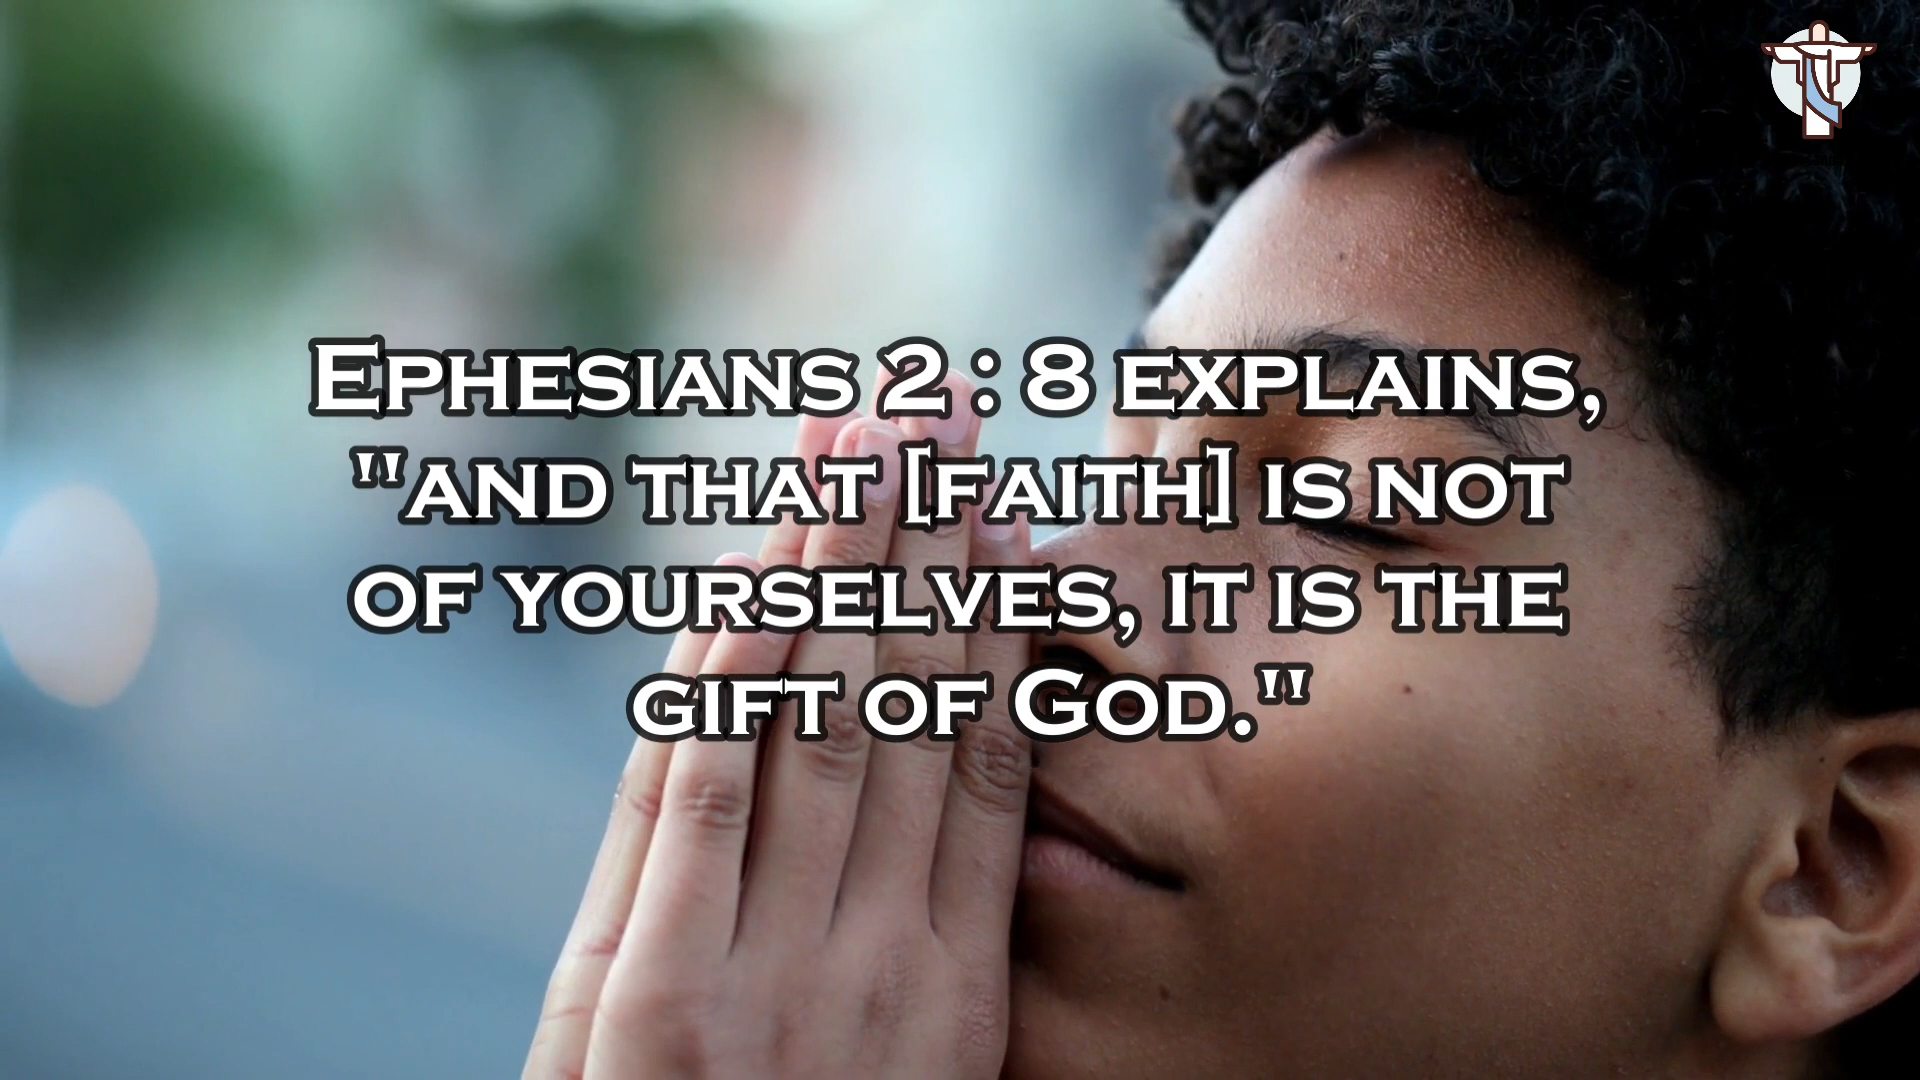 Ephesians 2 : 8 explains,
"and that [faith] is not
of yourselves, it is the
gift of God."